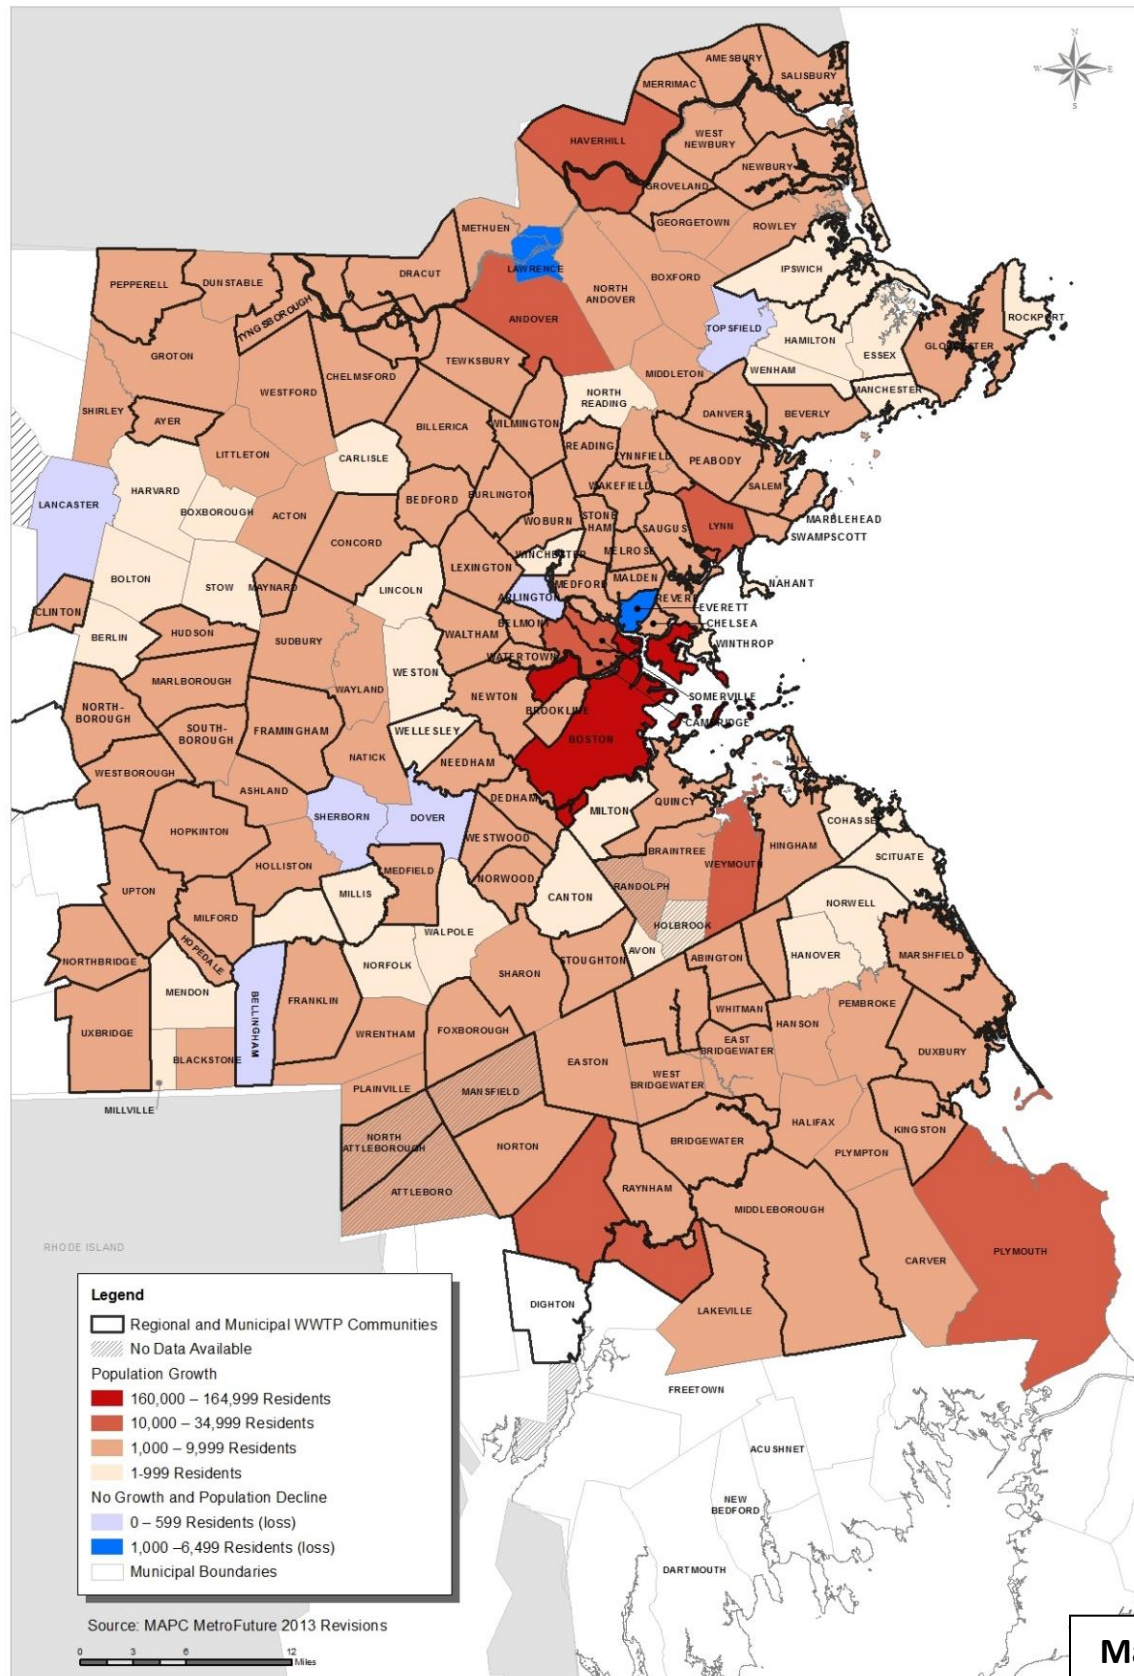 N
W E
S
AMESBURY
SALISBURY
MERRIMAC
HAVERHILL
WEST
NEWBURY
NEWBURY
GROVELAND
GEORGETOWN
ROWLEY
METHUEN
LAWRENCE
NORTH
ANDOVER
BOXFORD
IPSWICH
DRACUT
DUNSTABLE
PEPPERELL
TYNGSBOROUGH
ANDOVER
TOPSFIELD
HAMILTON
ROCKPORT
GLOUCESTER
ESSEX
GROTON
TEWKSBURY
CHELMSFORD
WESTFORD
MIDDLETON
WENHAM
MANCHESTER
NORTH
READING
SHIRLEY
AYER
DANVERS
BEVERLY
BILLERICA
WILMINGTON
LITTLETON
CARLISLE
READING
LYNNFIELD
PEABODY
HARVARD
BEDFORD
BURLINGTON
WAKEFIELD
SALEM
LANCASTER
BOXBOROUGH
ACTON
WOBURN
STONE
HAM
SAUGUS
LYNN
MARBLEHEAD
SWAMPSCOTT
CONCORD
WINCHESTER
MELROSE
LEXINGTON
BOLTON
STOW
MAYNARD
LINCOLN
ARLINGTON
MEDFORD
MALDEN
NAHANT
REVERE
EVERETT
CLINTON
CHELSEA
BERLIN
HUDSON
SUDBURY
WALTHAM
BELMONT
WINTHROP
WATERTOWN
MARLBOROUGH
WAYLAND
WESTON
NEWTON
SOMERVILLE
NORTH-
BOROUGH
BROOKLINE
CAMBRIDGE
SOUTH-
BOROUGH
FRAMINGHAM
WELLESLEY
BOSTON
NATICK
NEEDHAM
HULL
WESTBOROUGH
ASHLAND
DEDHAM
MILTON
QUINCY
SHERBORN
DOVER
COHASSET
HOPKINTON
WESTWOOD
HINGHAM
BRAINTREE
WEYMOUTH
SCITUATE
HOLLISTON
MEDFIELD
NORWOOD
RANDOLPH
UPTON
MILLIS
CANTON
NORWELL
MILFORD
HOLBROOK
WALPOLE
HOPEDALE
AVON
NORTHBRIDGE
NORFOLK
STOUGHTON
ABINGTON
HANOVER
MARSHFIELD
SHARON
MENDON
BELLINGHAM
FRANKLIN
PEMBROKE
WHITMAN
UXBRIDGE
WRENTHAM
FOXBOROUGH
HANSON
BLACKSTONE
EAST
BRIDGEWATER
DUXBURY
EASTON
WEST
BRIDGEWATER
PLAINVILLE
MANSFIELD
MILLVILLE
HALIFAX
KINGSTON
NORTH
ATTLEBOROUGH
NORTON
BRIDGEWATER
PLYMPTON
ATTLEBORO
RAYNHAM
MIDDLEBOROUGH
RHODE ISLAND
PLYMOUTH
CARVER
DIGHTON
LAKEVILLE
FREETOWN
ACUSHNET
NEW
BEDFORD
DARTMOUTH
Legend
Regional and Municipal WWTP Communities
No Data Available
Population Growth
160,000 – 164,999 Residents
10,000 – 34,999 Residents
1,000 – 9,999 Residents
1-999 Residents
No Growth and Population Decline
0 – 599 Residents (loss)
1,000 –6,499 Residents (loss)
Municipal Boundaries
Source: MAPC MetroFuture 2013 Revisions
0 3 6 12
Miles